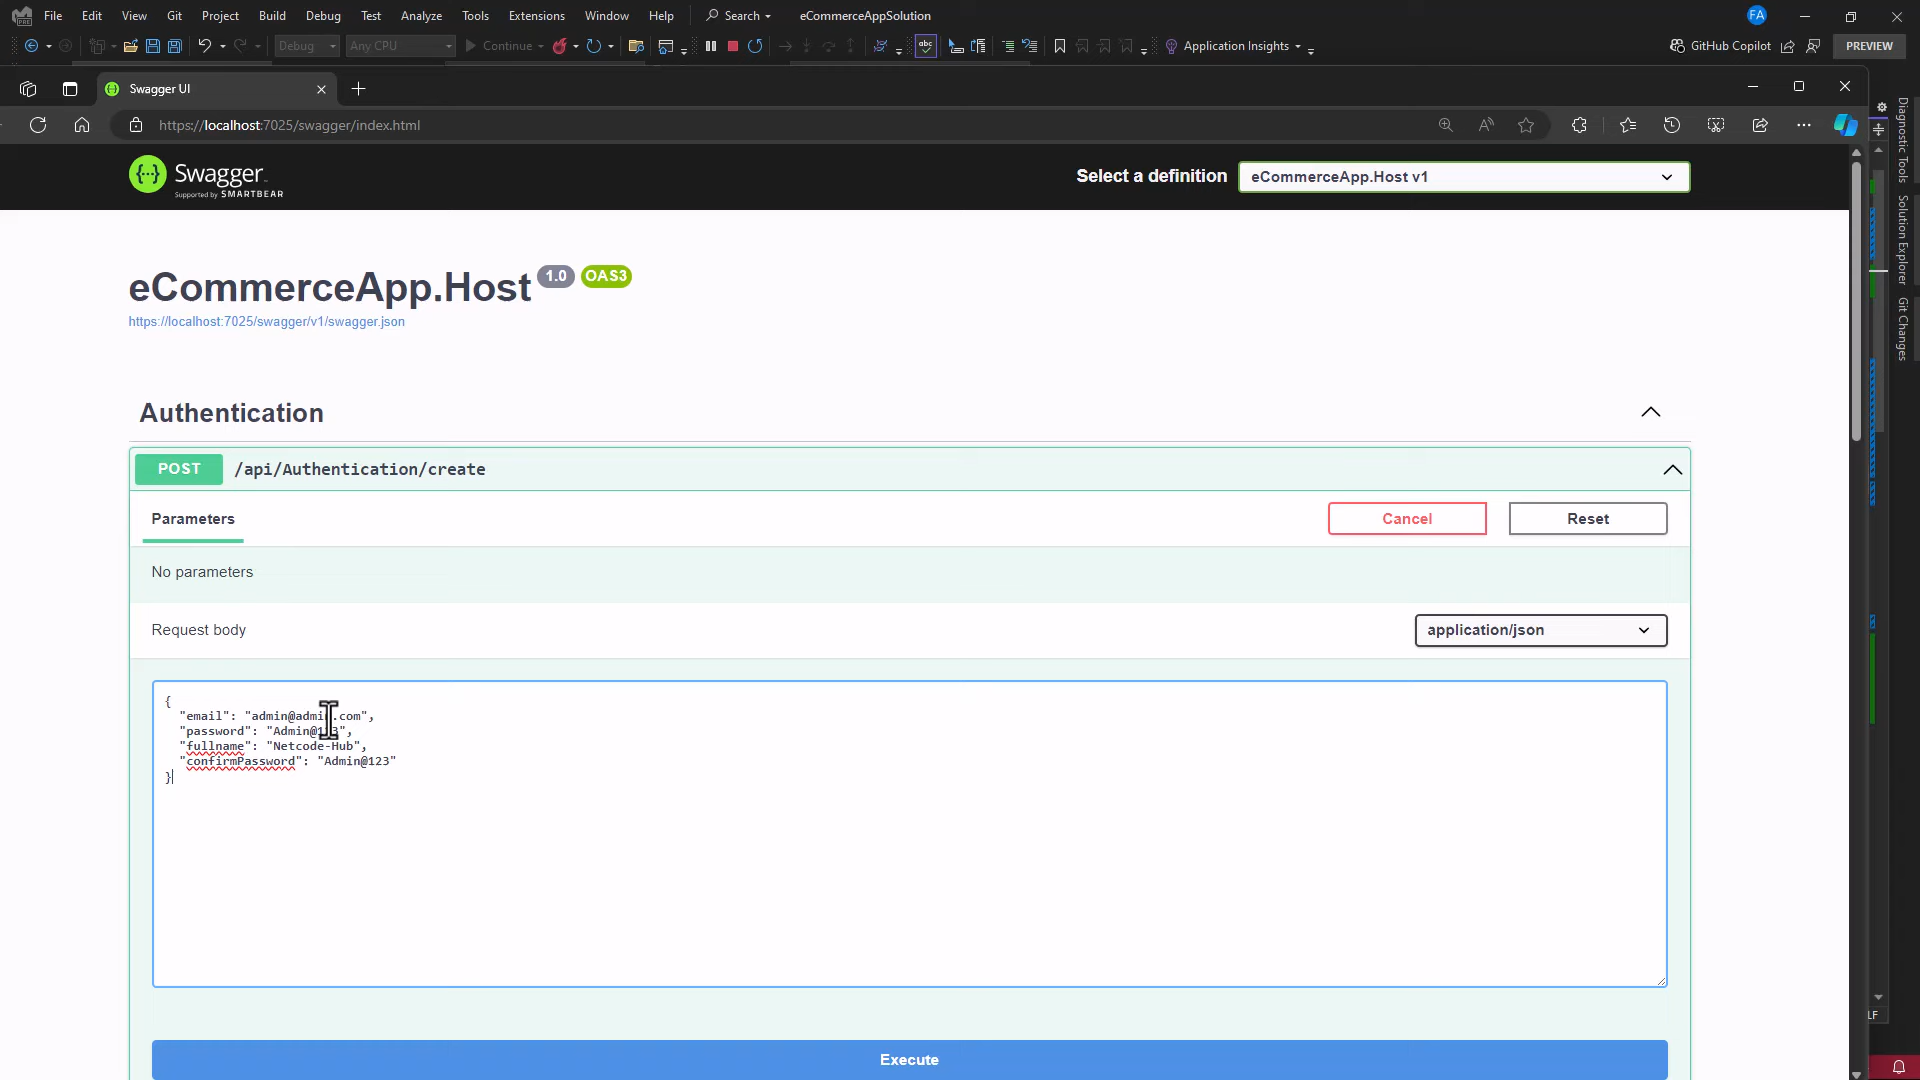 File Edit View Git Project Build Debug Test Analyze Tools Extensions Window Help Search eCommerceAppSolution FA
Debug Any CPU Continue abc Application Insights GitHub Copilot PREVIEW
Swagger UI
https://localhost:7025/swagger/index.html
Diagnostic Tools
Solution Explorer
Git Changes
Swagger
Supported by SMARTBEAR
Select a definition eCommerceApp.Host v1
eCommerceApp.Host 1.0 OAS3
https://localhost:7025/swagger/v1/swagger.json
Authentication
POST /api/Authentication/create
Parameters Cancel Reset
No parameters
Request body application/json
{
"email": "admin@admin.com",
"password": "Admin@123",
"fullname": "Netcode-Hub",
"confirmPassword": "Admin@123"
}
Execute
LF